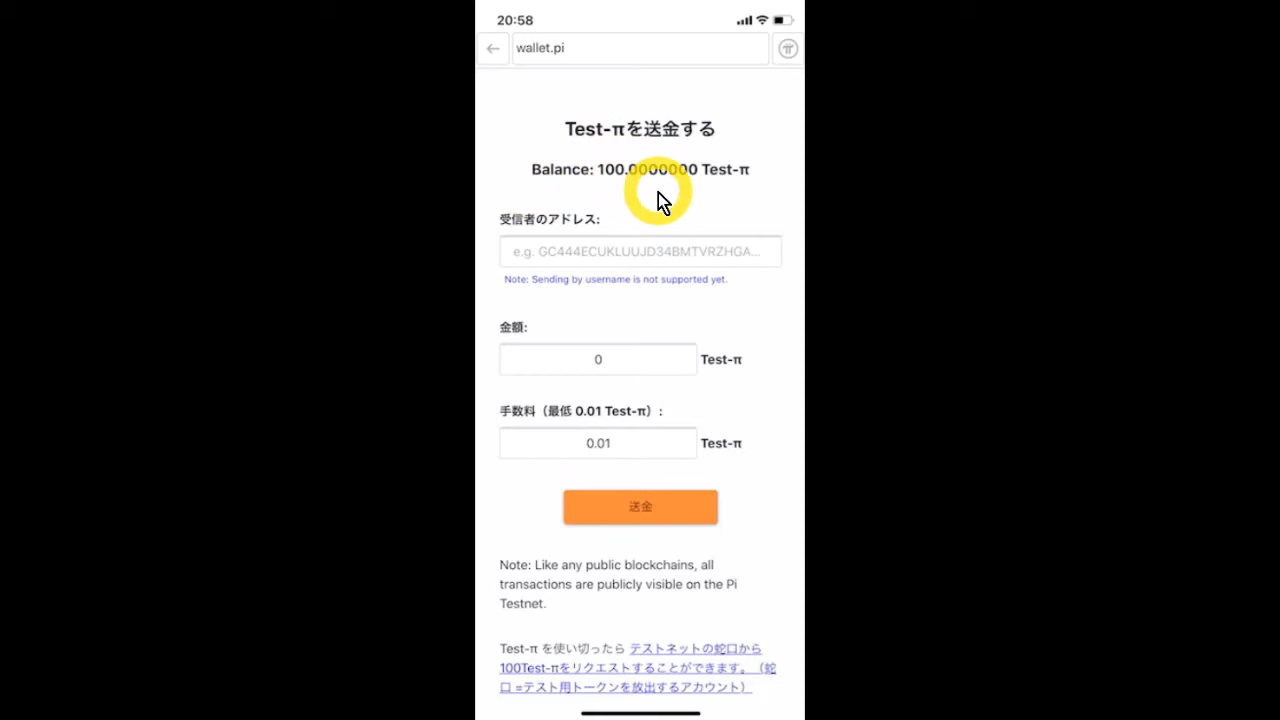 20:58
wallet.pi
Test-πを送金する
Balance: 100.0000000 Test-π
受信者のアドレス:
e.g. GC444ECUKLUUJD34BMTVRZHGA...
Note: Sending by username is not supported yet.
金額:
0 Test-π
手数料（最低 0.01 Test-π）:
0.01 Test-π
送金
Note: Like any public blockchains, all
transactions are publicly visible on the Pi
Testnet.
Test-π を使い切ったら テストネットの蛇口から
100Test-πをリクエストすることができます。（蛇
口 =テスト用トークンを放出するアカウント）